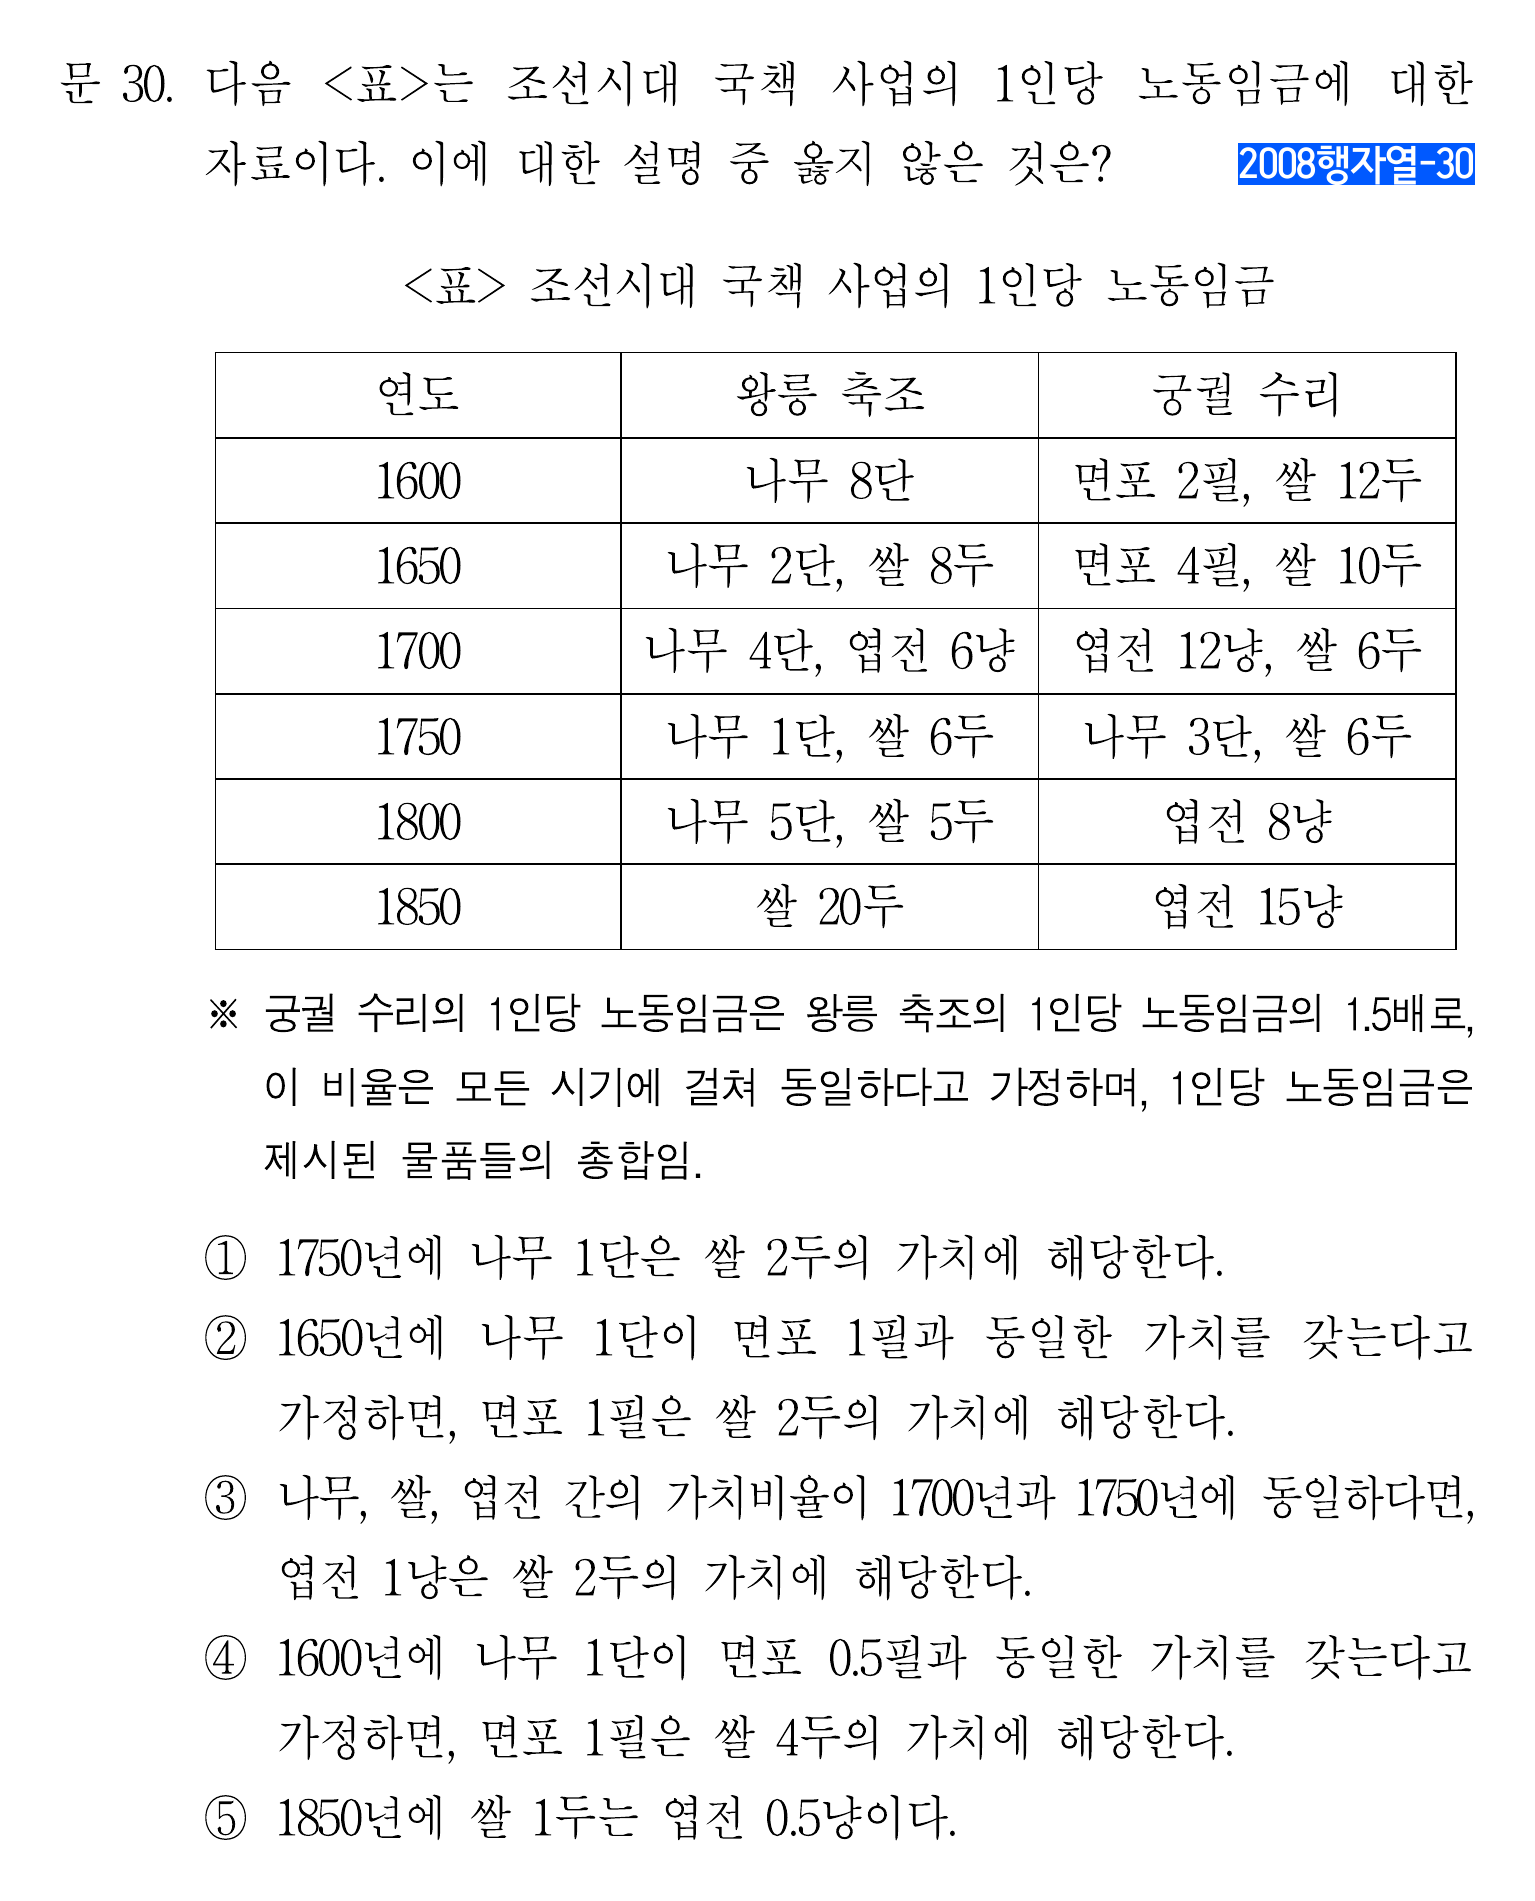 문 30. 다음 <표>는 조선시대 국책 사업의 1인당 노동임금에 대한
자료이다. 이에 대한 설명 중 옳지 않은 것은? 2008행자열-30
<표> 조선시대 국책 사업의 1인당 노동임금
연도 왕릉 축조 궁궐 수리
1600 나무 8단 면포 2필, 쌀 12두
1650 나무 2단, 쌀 8두 면포 4필, 쌀 10두
1700 나무 4단, 엽전 6냥 엽전 12냥, 쌀 6두
1750 나무 1단, 쌀 6두 나무 3단, 쌀 6두
1800 나무 5단, 쌀 5두 엽전 8냥
1850 쌀 20두 엽전 15냥
※ 궁궐 수리의 1인당 노동임금은 왕릉 축조의 1인당 노동임금의 1.5배로,
이 비율은 모든 시기에 걸쳐 동일하다고 가정하며, 1인당 노동임금은
제시된 물품들의 총합임.
① 1750년에 나무 1단은 쌀 2두의 가치에 해당한다.
② 1650년에 나무 1단이 면포 1필과 동일한 가치를 갖는다고
가정하면, 면포 1필은 쌀 2두의 가치에 해당한다.
③ 나무, 쌀, 엽전 간의 가치비율이 1700년과 1750년에 동일하다면,
엽전 1냥은 쌀 2두의 가치에 해당한다.
④ 1600년에 나무 1단이 면포 0.5필과 동일한 가치를 갖는다고
가정하면, 면포 1필은 쌀 4두의 가치에 해당한다.
⑤ 1850년에 쌀 1두는 엽전 0.5냥이다.